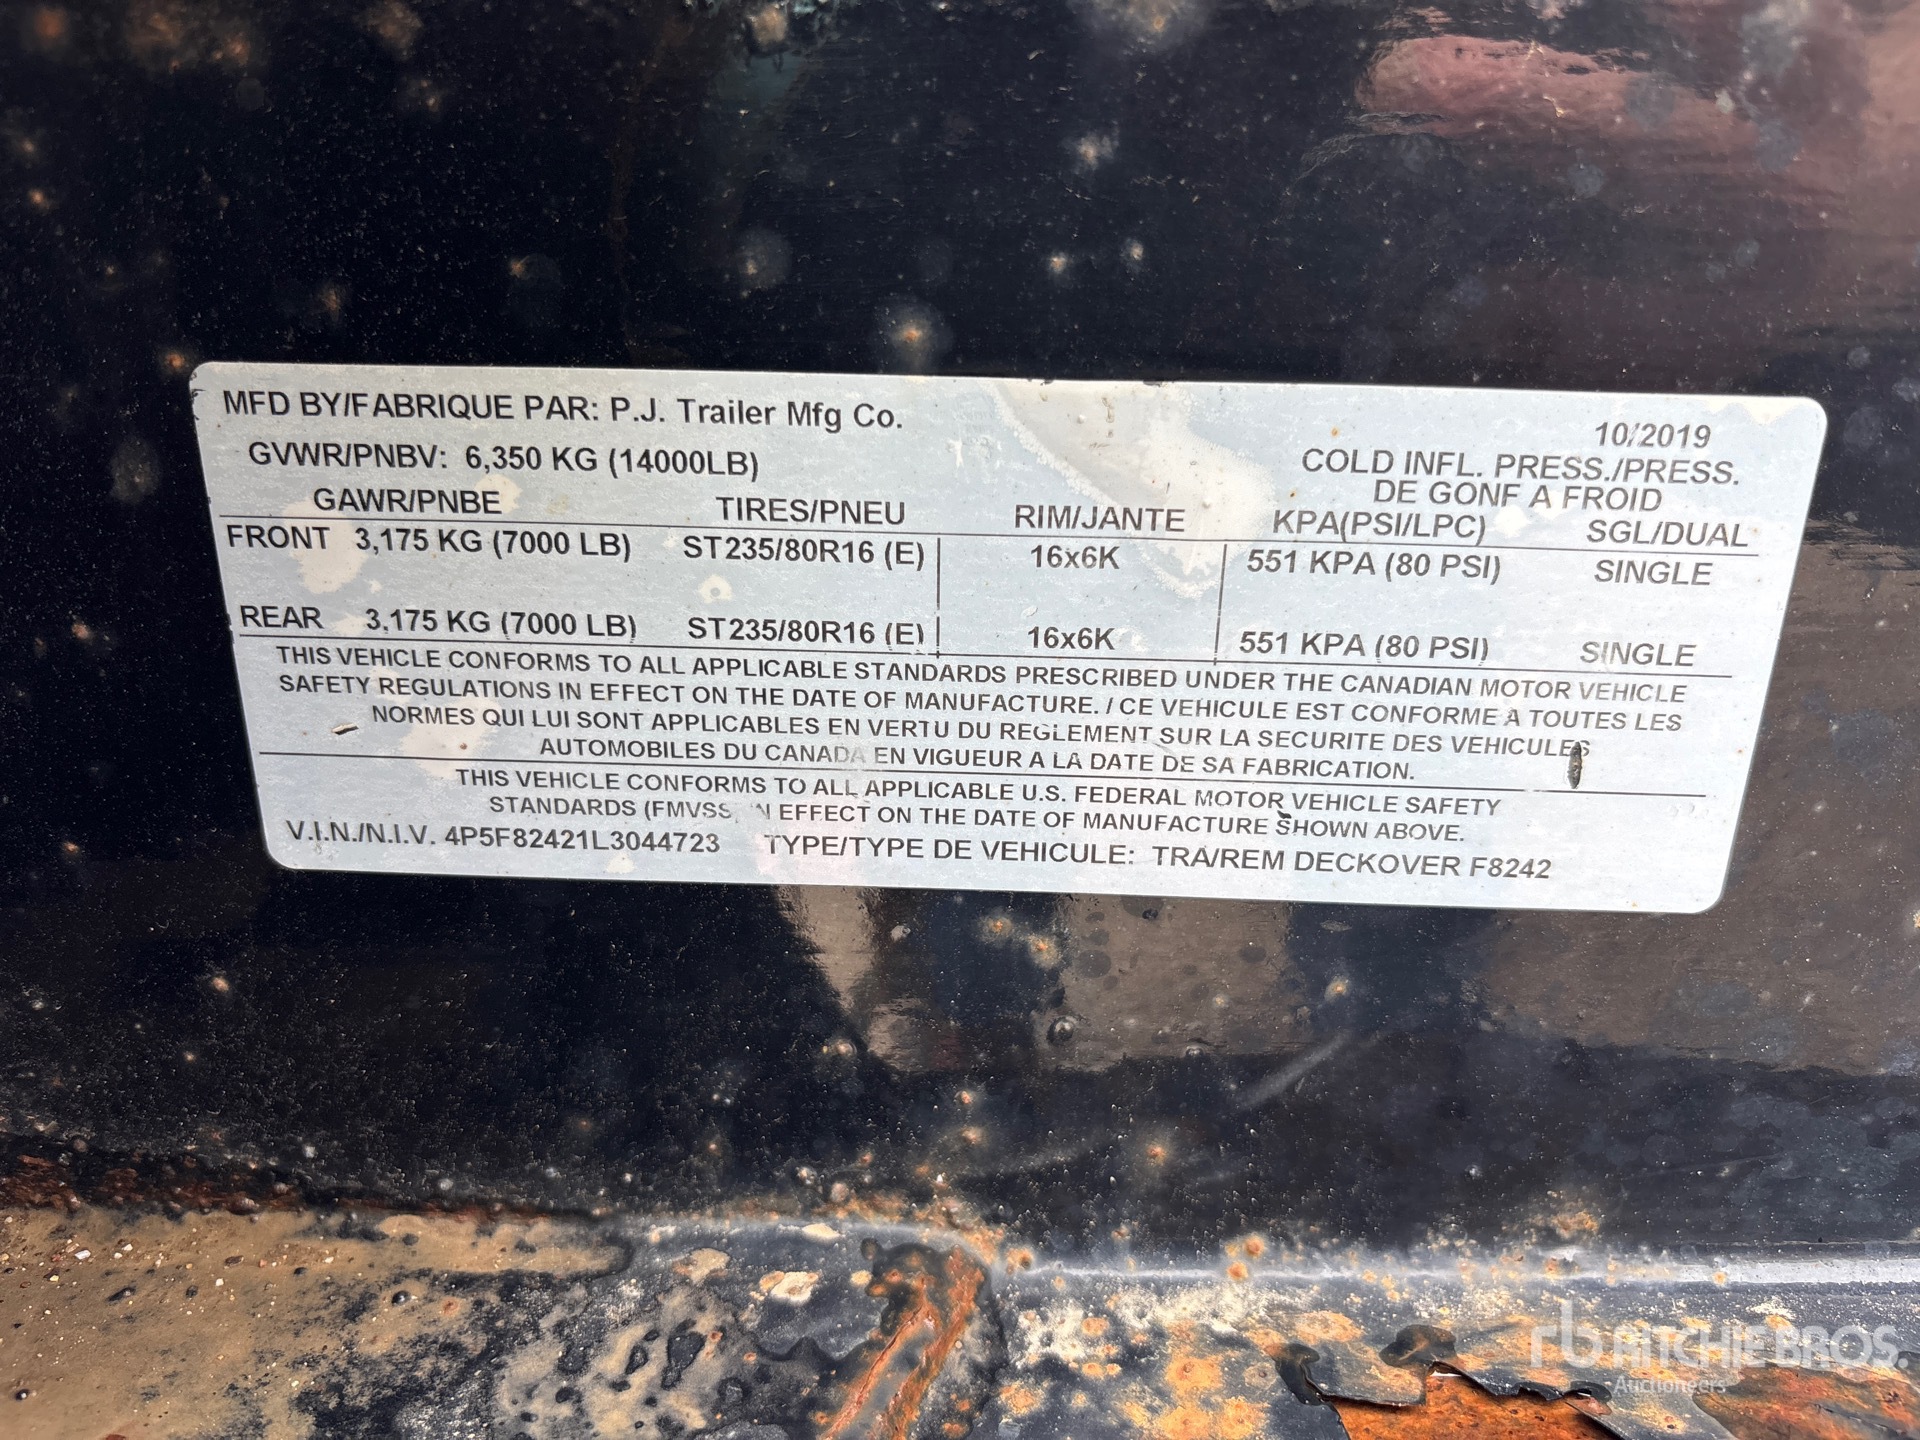 MFD BY/FABRIQUE PAR: P.J. Trailer Mfg Co.
10/2019
GVWR/PNBV: 6,350 KG (14000LB)
COLD INFL. PRESS./PRESS.
DE GONF A FROID
GAWR/PNBE TIRES/PNEU RIM/JANTE KPA(PSI/LPC) SGL/DUAL
FRONT 3,175 KG (7000 LB) ST235/80R16 (E) 16x6K 551 KPA (80 PSI) SINGLE
REAR 3,175 KG (7000 LB) ST235/80R16 (E) 16x6K 551 KPA (80 PSI) SINGLE
THIS VEHICLE CONFORMS TO ALL APPLICABLE STANDARDS PRESCRIBED UNDER THE CANADIAN MOTOR VEHICLE
SAFETY REGULATIONS IN EFFECT ON THE DATE OF MANUFACTURE. / CE VEHICULE EST CONFORME A TOUTES LES
NORMES QUI LUI SONT APPLICABLES EN VERTU DU REGLEMENT SUR LA SECURITE DES VEHICULES
AUTOMOBILES DU CANADA EN VIGUEUR A LA DATE DE SA FABRICATION.
THIS VEHICLE CONFORMS TO ALL APPLICABLE U.S. FEDERAL MOTOR VEHICLE SAFETY
STANDARDS (FMVSS) IN EFFECT ON THE DATE OF MANUFACTURE SHOWN ABOVE.
V.I.N./N.I.V. 4P5F82421L3044723 TYPE/TYPE DE VEHICULE: TRA/REM DECKOVER F8242
rb RITCHIE BROS.
Auctioneers